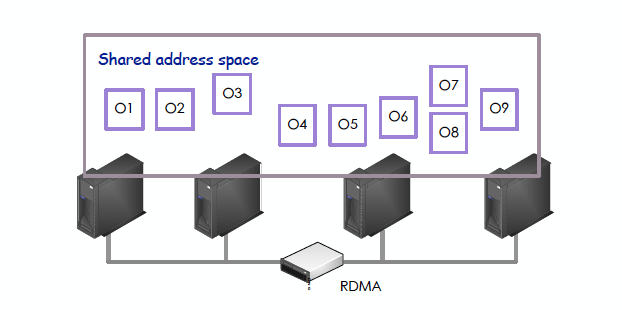 Shared address space
O1
O2
O3
O4
O5
O6
O7
O8
O9
RDMA